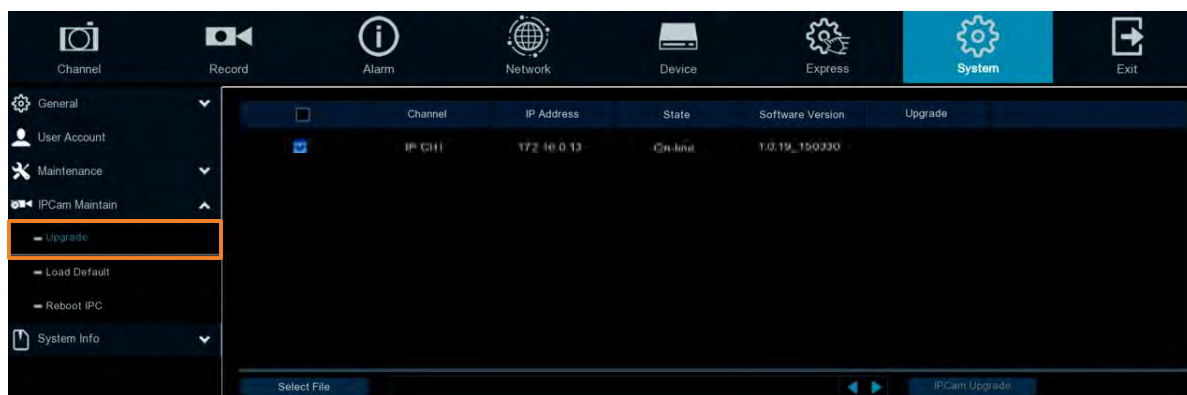 Channel Record Alarm Network Device Express System Exit
General
Channel IP Address State Software Version Upgrade
User Account
IP CH1 172.16.0.13 On-line 1.0.19_150330
Maintenance
IPCam Maintain
Upgrade
Load Default
Reboot IPC
System Info
Select File IPCam Upgrade